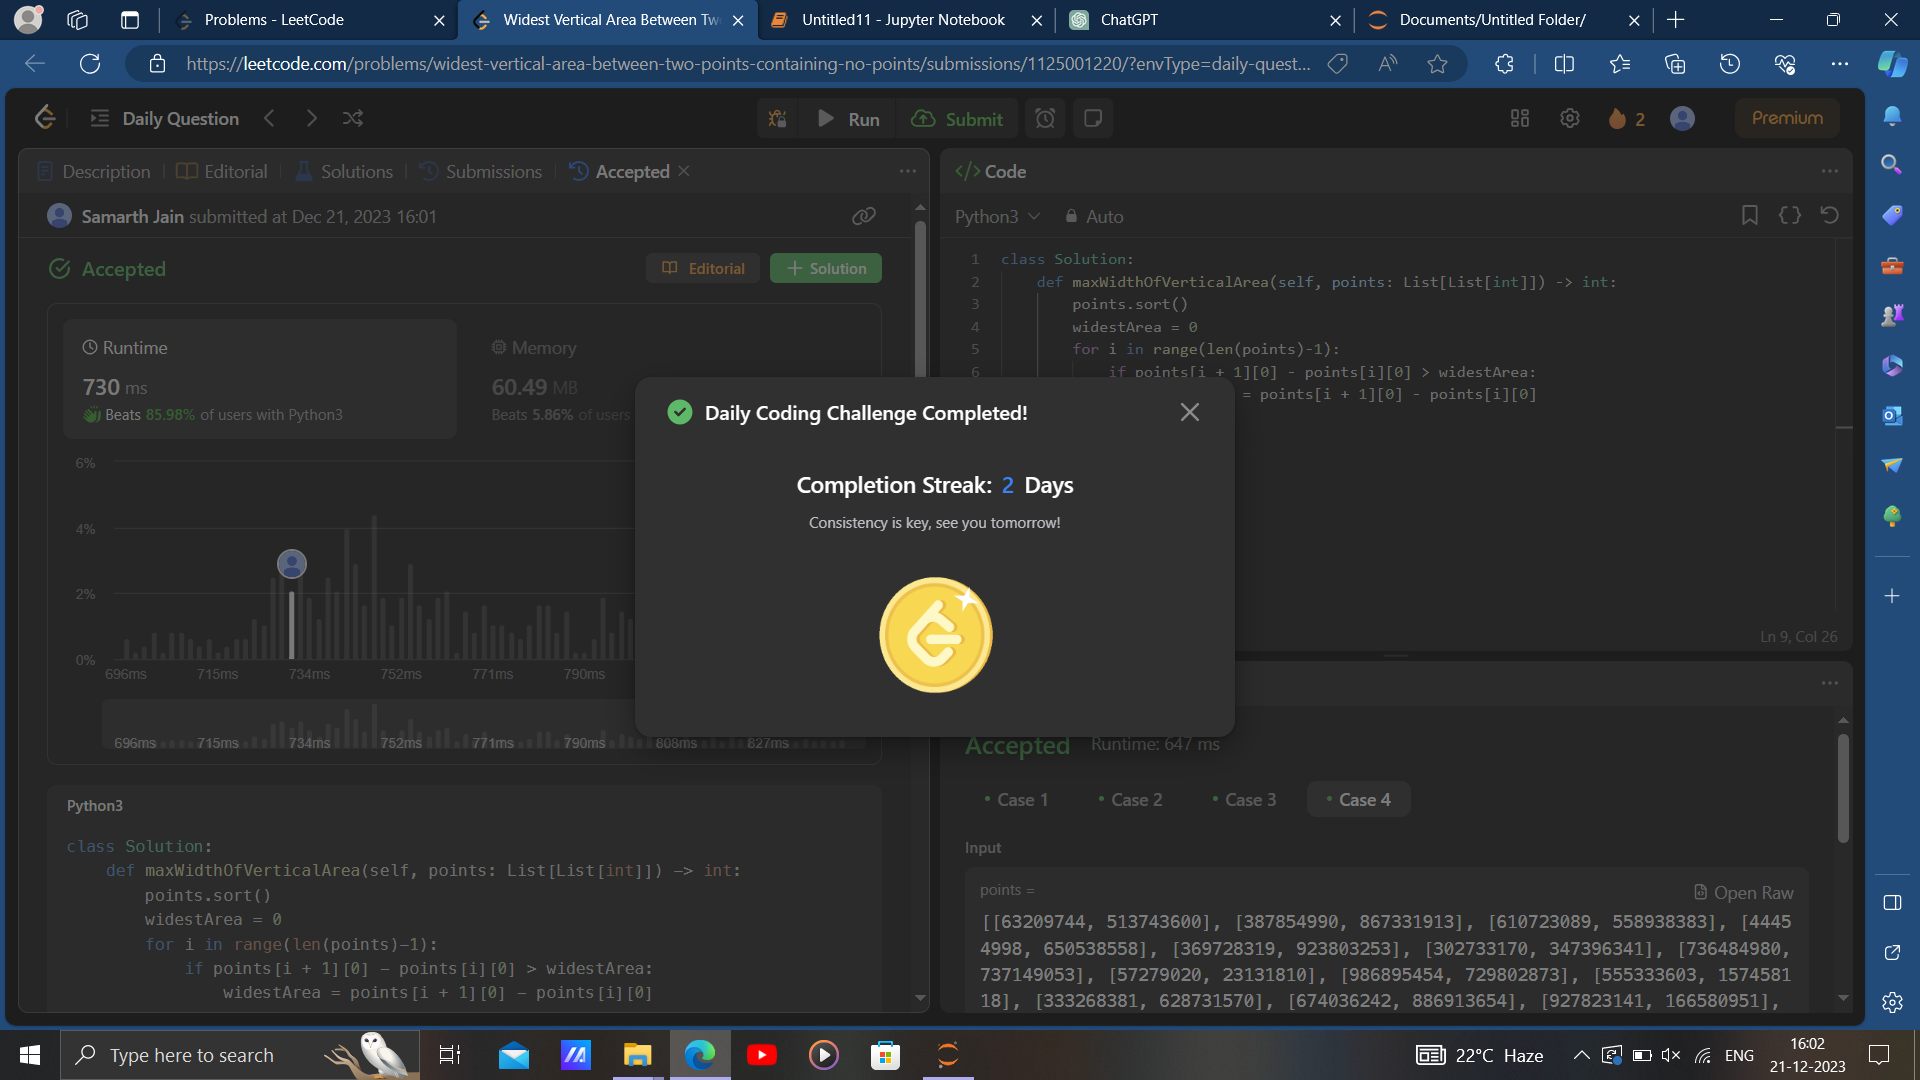 Problems - LeetCode
Widest Vertical Area Between Tw
Untitled11 - Jupyter Notebook
ChatGPT
Documents/Untitled Folder/
https://leetcode.com/problems/widest-vertical-area-between-two-points-containing-no-points/submissions/1125001220/?envType=daily-quest...
Daily Question
Run
Submit
2
Premium
Description
Editorial
Solutions
Submissions
Accepted
</> Code
Samarth Jain submitted at Dec 21, 2023 16:01
Python3
Auto
Accepted
Editorial
+ Solution
Runtime
730 ms
Beats 85.98% of users with Python3
Memory
60.49 MB
Beats 5.86% of users
6%
4%
2%
0%
696ms 715ms 734ms 752ms 771ms 790ms
696ms 715ms 734ms 752ms 771ms 790ms 808ms 827ms
1 class Solution:
2 def maxWidthOfVerticalArea(self, points: List[List[int]]) -> int:
3 points.sort()
4 widestArea = 0
5 for i in range(len(points)-1):
6 if points[i + 1][0] - points[i][0] > widestArea:
= points[i + 1][0] - points[i][0]
Ln 9, Col 26
Daily Coding Challenge Completed!
Completion Streak: 2 Days
Consistency is key, see you tomorrow!
Python3
class Solution:
def maxWidthOfVerticalArea(self, points: List[List[int]]) -> int:
points.sort()
widestArea = 0
for i in range(len(points)-1):
if points[i + 1][0] - points[i][0] > widestArea:
widestArea = points[i + 1][0] - points[i][0]
Accepted Runtime: 647 ms
Case 1
Case 2
Case 3
Case 4
Input
points =
Open Raw
[[63209744, 513743600], [387854990, 867331913], [610723089, 558938383], [4445
4998, 650538558], [369728319, 923803253], [302733170, 347396341], [736484980,
737149053], [57279020, 23131810], [986895454, 729802873], [555333603, 1574581
18], [333268381, 628731570], [674036242, 886913654], [927823141, 166580951],
Type here to search
22°C Haze
ENG
16:02
21-12-2023